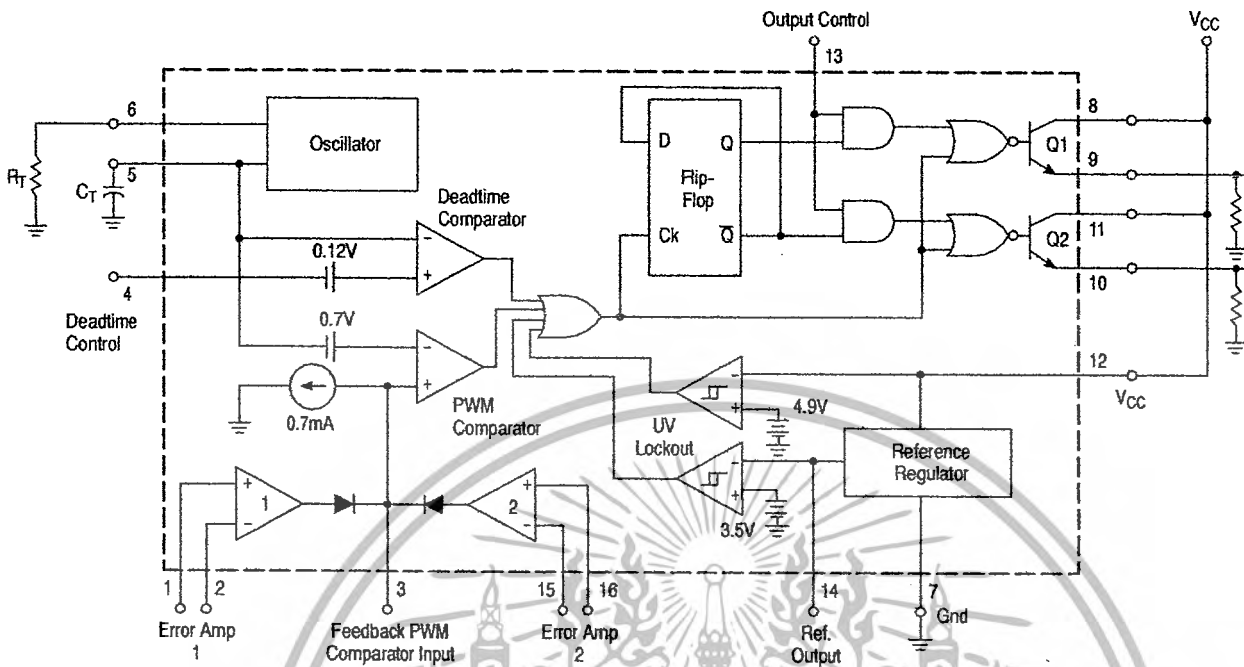 Output Control
13
VCC
6
RT
5
CT
Oscillator
Deadtime
Comparator
0.12V
4
Deadtime
Control
0.7V
0.7mA
PWM
Comparator
D
Q
Flip-
Flop
Ck
Q
8
Q1
9
11
Q2
10
12
VCC
4.9V
UV
Lockout
3.5V
Reference
Regulator
+
1
-
+
2
-
1
2
3
15
16
14
7
Gnd
Error Amp
1
Feedback PWM
Comparator Input
Error Amp
2
Ref.
Output